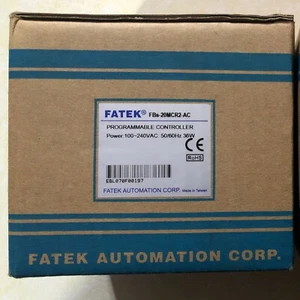 FATEK® FBs-20MCR2-AC
PROGRAMMABLE CONTROLLER
Power:100~240VAC 50/60Hz 36W
CE
RoHS
EBL070F00197
FATEK AUTOMATION CORP. Made in Taiwan
FATEK AUTOMATION CORP.